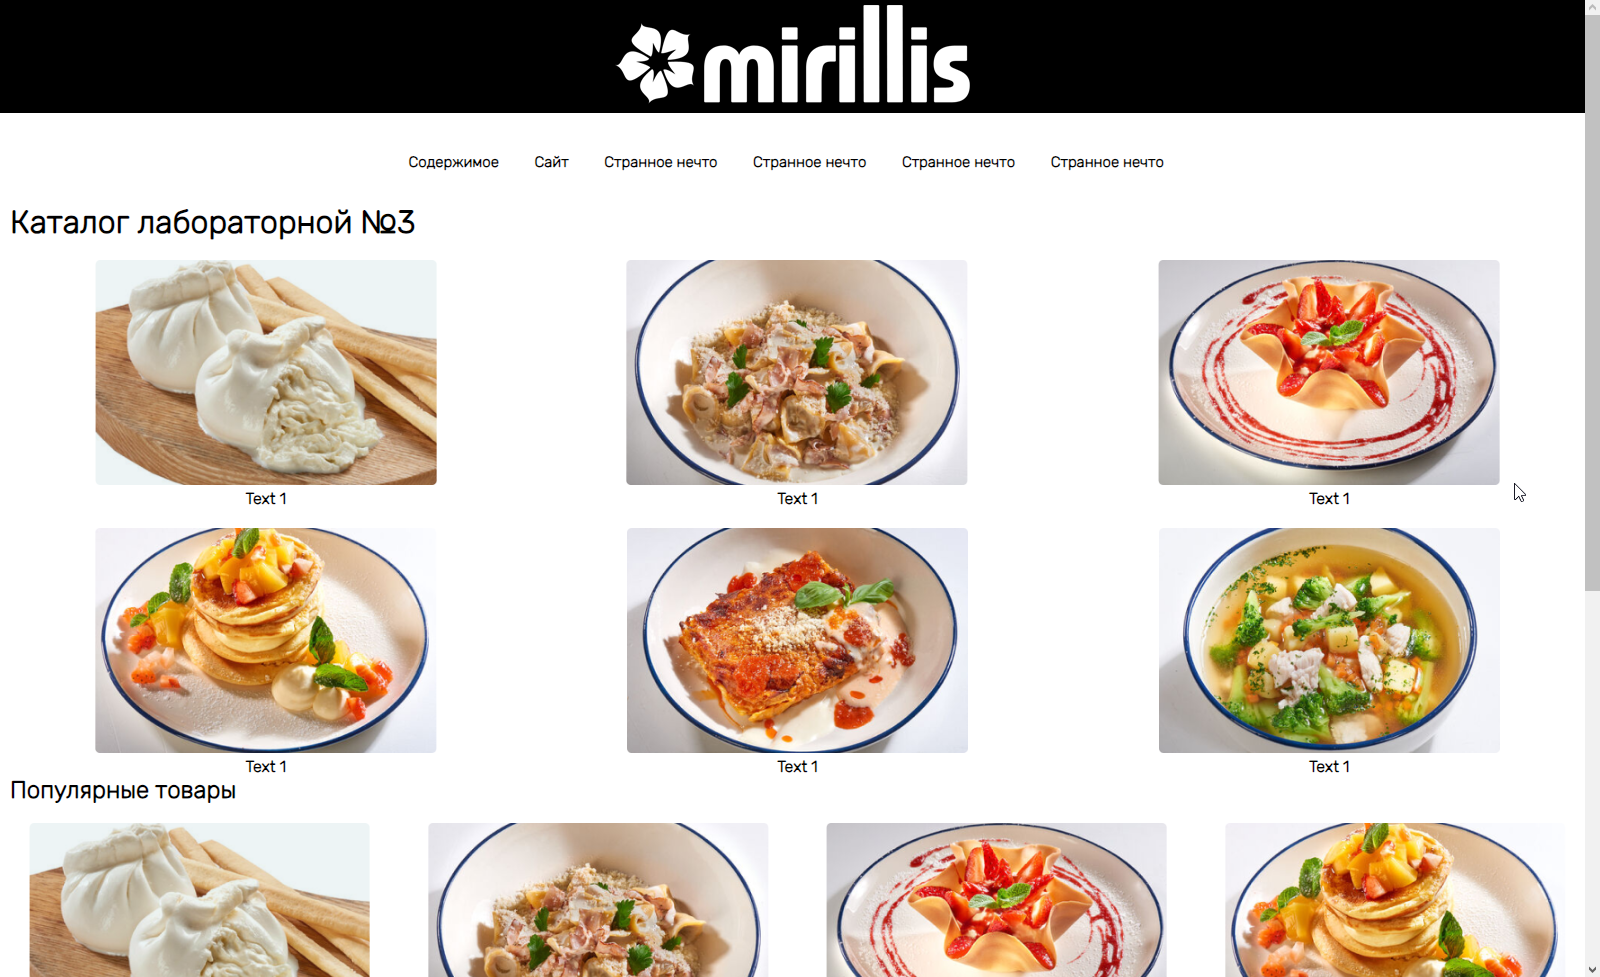 mirillis
Содержимое Сайт Странное нечто Странное нечто Странное нечто Странное нечто
Каталог лабораторной №3
Text 1 Text 1 Text 1
Text 1 Text 1 Text 1
Популярные товары